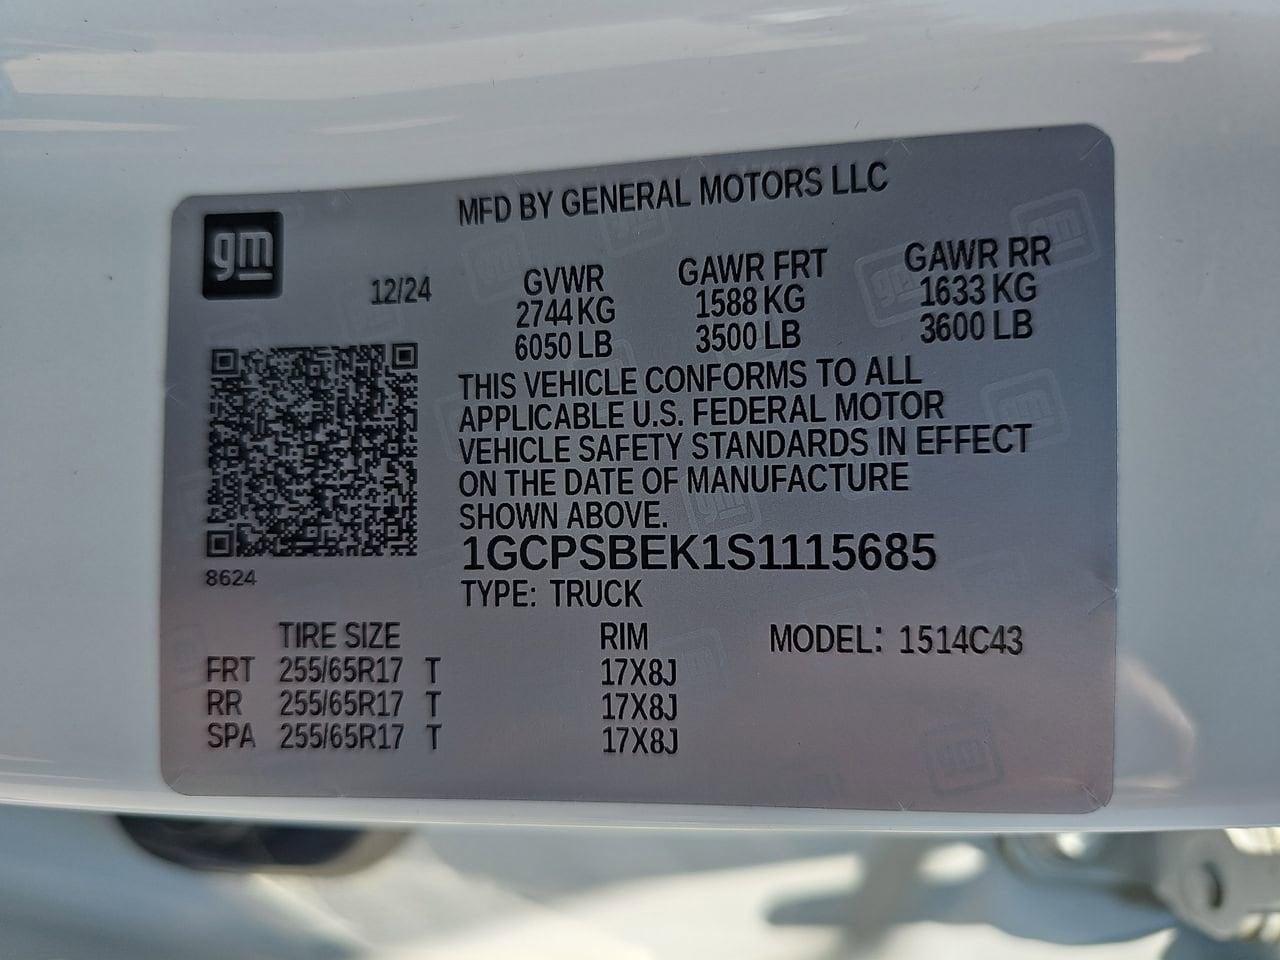 MFD BY GENERAL MOTORS LLC
gm
12/24
GVWR GAWR FRT GAWR RR
2744 KG 1588 KG 1633 KG
6050 LB 3500 LB 3600 LB
THIS VEHICLE CONFORMS TO ALL
APPLICABLE U.S. FEDERAL MOTOR
VEHICLE SAFETY STANDARDS IN EFFECT
ON THE DATE OF MANUFACTURE
SHOWN ABOVE.
1GCPSBEK1S1115685
8624
TYPE: TRUCK
TIRE SIZE RIM MODEL: 1514C43
FRT 255/65R17 T 17X8J
RR 255/65R17 T 17X8J
SPA 255/65R17 T 17X8J